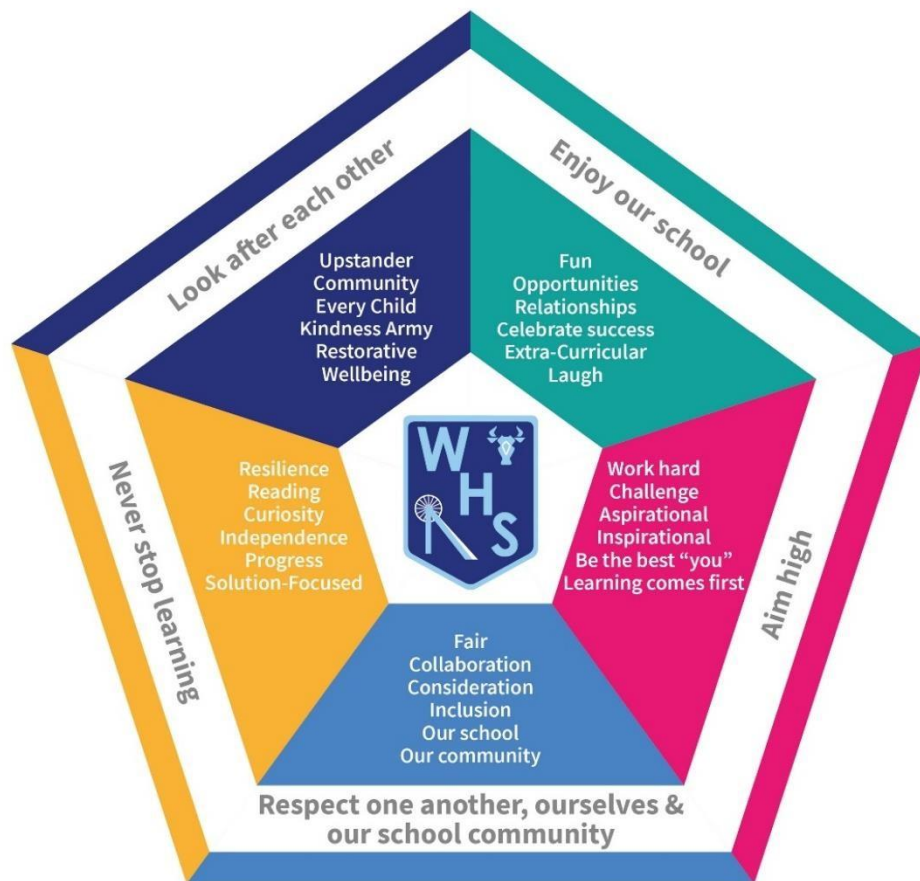 Look after each other
Enjoy our school
Upstander
Community
Every Child
Kindness Army
Restorative
Wellbeing
Fun
Opportunities
Relationships
Celebrate success
Extra-Curricular
Laugh
Never stop learning
Resilience
Reading
Curiosity
Independence
Progress
Solution-Focused
W
H
S
Work hard
Challenge
Aspirational
Inspirational
Be the best “you”
Learning comes first
Aim high
Fair
Collaboration
Consideration
Inclusion
Our school
Our community
Respect one another, ourselves &
our school community